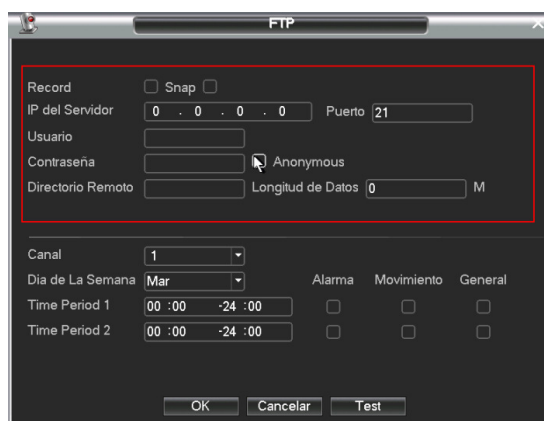 FTP
Record Snap
IP del Servidor 0 . 0 . 0 . 0 Puerto 21
Usuario
Contraseña Anonymous
Directorio Remoto Longitud de Datos 0 M
Canal 1
Dia de La Semana Mar Alarma Movimiento General
Time Period 1 00 :00 -24 :00
Time Period 2 00 :00 -24 :00
OK Cancelar Test